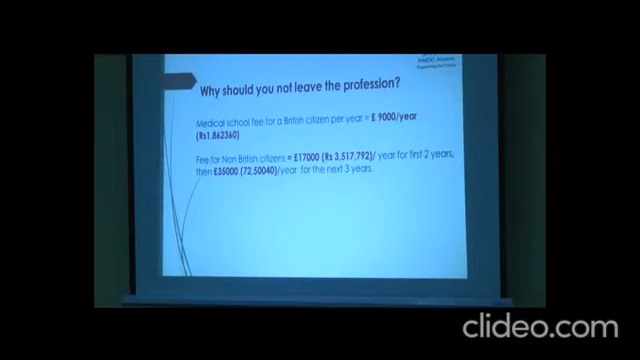 KMDC Alumni
Why should you not leave the profession?
Medical school fee for a British citizen per year = £ 9000/year
(Rs1,862360)
Fee for Non British citizens = £17000 (Rs 3,517,792)/ year for first 2 years,
then £35000 (72,50040)/year for the next 3 years.
clideo.com